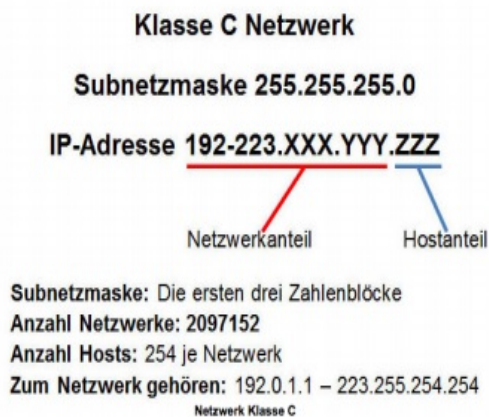 Klasse C Netzwerk
Subnetzmaske 255.255.255.0
IP-Adresse 192-223.XXX.YYY.ZZZ
Netzwerkanteil Hostanteil
Subnetzmaske: Die ersten drei Zahlenblöcke
Anzahl Netzwerke: 2097152
Anzahl Hosts: 254 je Netzwerk
Zum Netzwerk gehören: 192.0.1.1 – 223.255.254.254
Netzwerk Klasse C